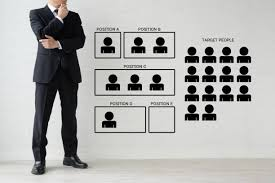 POSITION A
POSITION B
TARGET PEOPLE
POSITION C
POSITION D
POSITION E